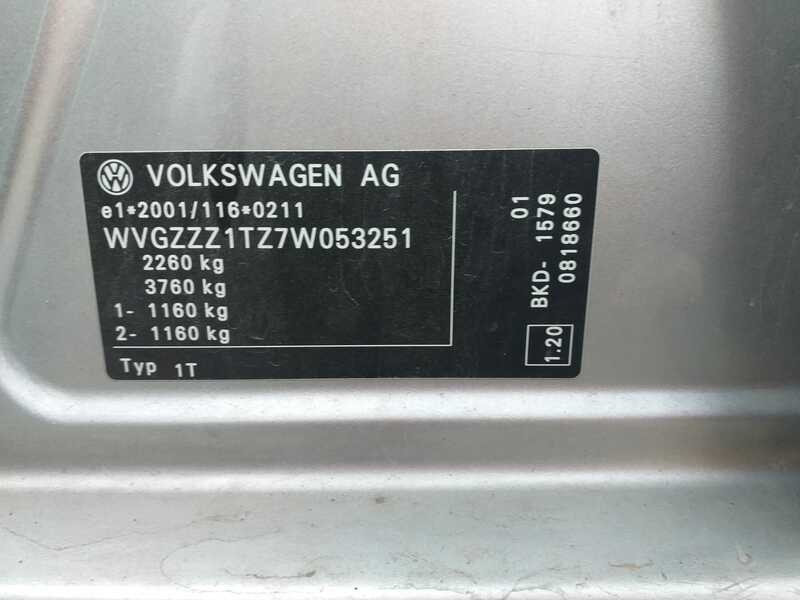 VOLKSWAGEN AG
e1*2001/116*0211
WVGZZZ1TZ7W053251
2260 kg
3760 kg
1- 1160 kg
2- 1160 kg
Typ 1T
01
BKD- 1579
0818660
1.20